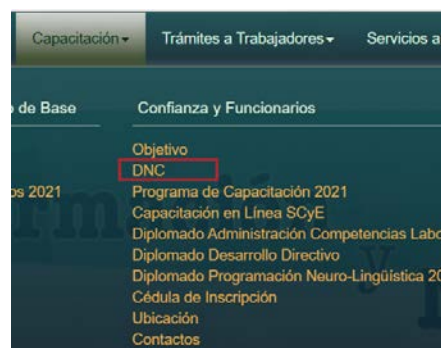 Capacitación Trámites a Trabajadores Servicios a
de Base Confianza y Funcionarios
Objetivo
DNC
os 2021 Programa de Capacitación 2021
Capacitación en Línea SCyE
Diplomado Administración Competencias Labo
Diplomado Desarrollo Directivo
Diplomado Programación Neuro-Lingüística 20
Cédula de Inscripción
Ubicación
Contactos